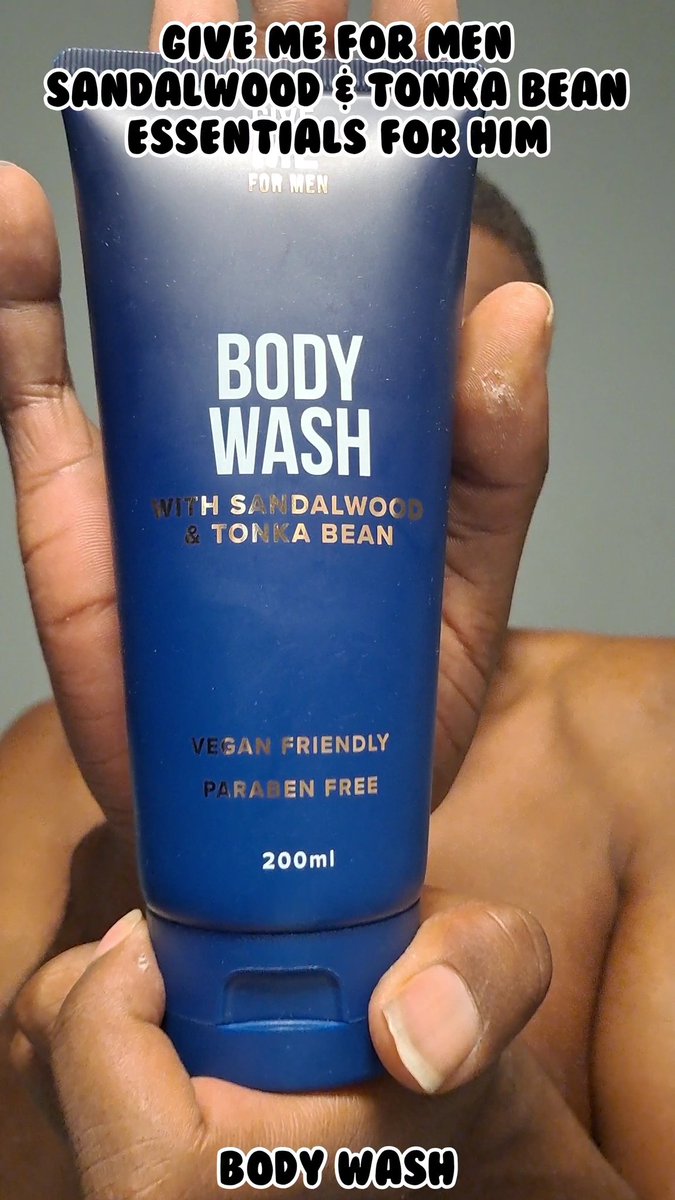 GIVE ME FOR MEN
SANDALWOOD & TONKA BEAN
ESSENTIALS FOR HIM
FOR MEN
BODY
WASH
WITH SANDALWOOD
& TONKA BEAN
VEGAN FRIENDLY
PARABEN FREE
200ml
BODY WASH